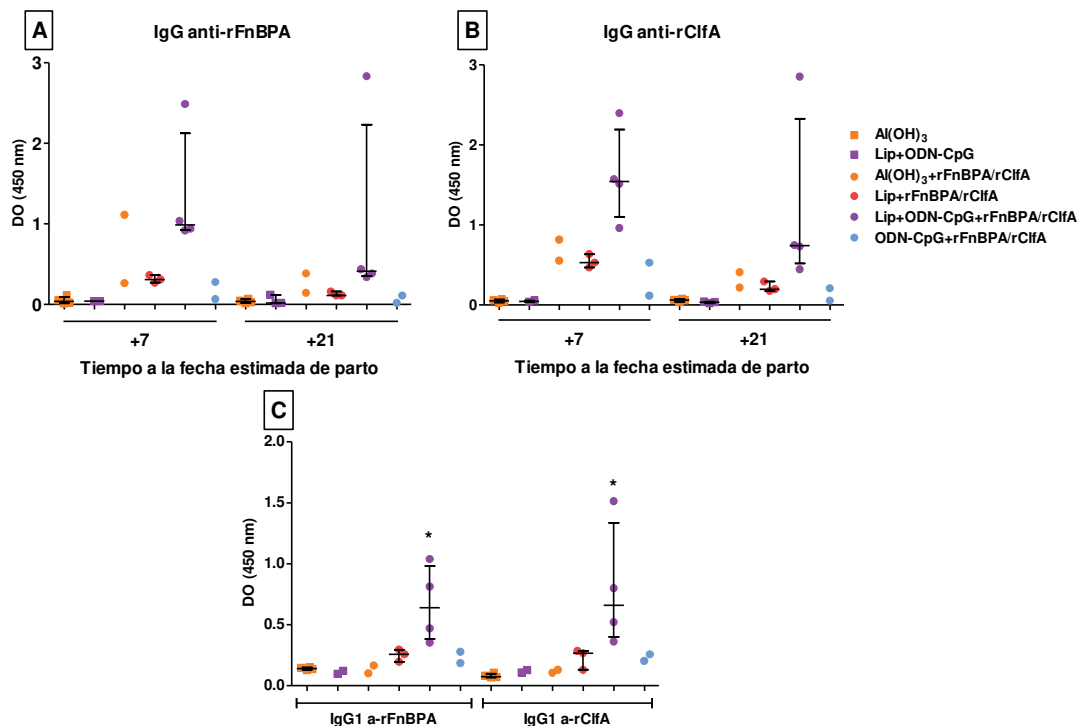 A
IgG anti-rFnBPA
DO (450 nm)
3
2
1
0
+7
+21
Tiempo a la fecha estimada de parto
B
IgG anti-rClfA
DO (450 nm)
3
2
1
0
+7
+21
Tiempo a la fecha estimada de parto
Al(OH)3
Lip+ODN-CpG
Al(OH)3+rFnBPA/rClfA
Lip+rFnBPA/rClfA
Lip+ODN-CpG+rFnBPA/rClfA
ODN-CpG+rFnBPA/rClfA
C
DO (450 nm)
2.0
1.5
1.0
0.5
0.0
*
*
IgG1 a-rFnBPA
IgG1 a-rClfA